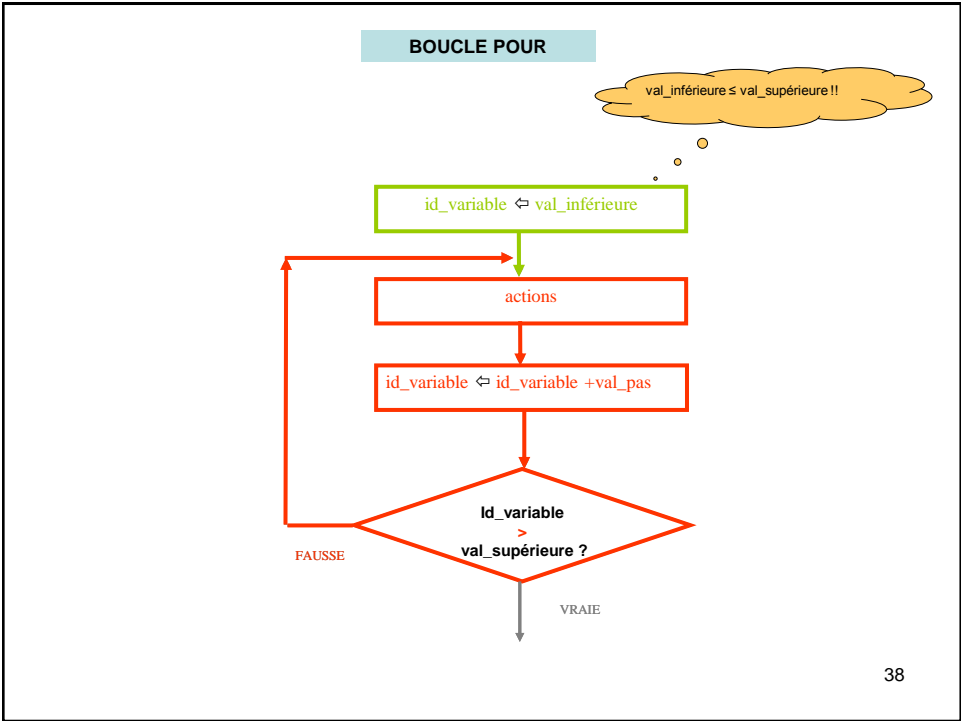 BOUCLE POUR
val_inférieure ≤ val_supérieure !!
id_variable ⇦ val_inférieure
actions
id_variable ⇦ id_variable +val_pas
Id_variable
>
val_supérieure ?
FAUSSE
VRAIE
38